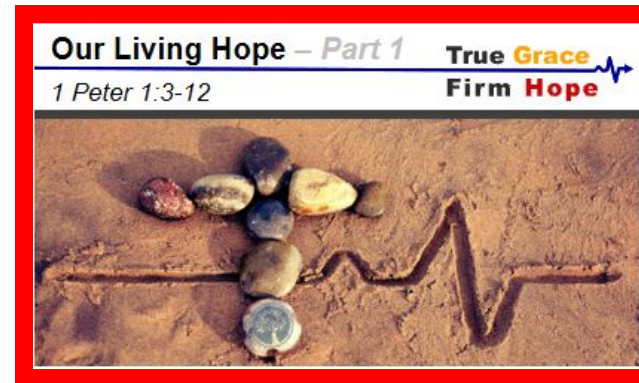 Our Living Hope – Part 1
1 Peter 1:3-12
True Grace
Firm Hope